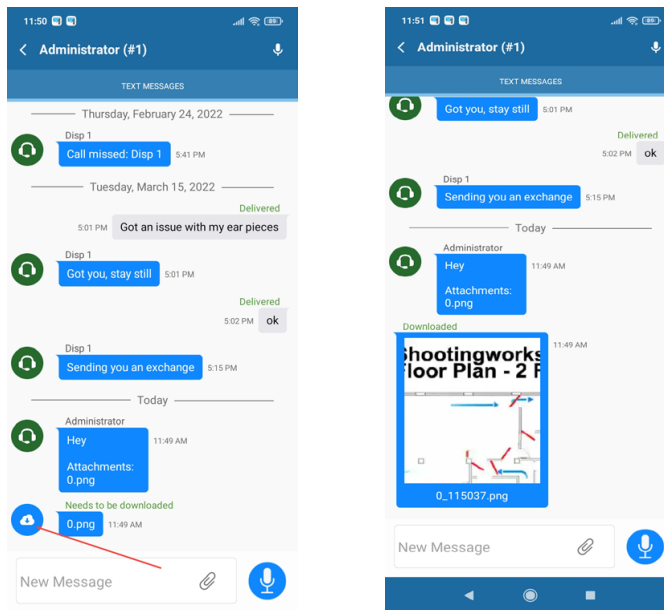 11:50
89
Administrator (#1)
TEXT MESSAGES
Thursday, February 24, 2022
Disp 1
Call missed: Disp 1 5:41 PM
Tuesday, March 15, 2022
Delivered
5:01 PM Got an issue with my ear pieces
Disp 1
Got you, stay still 5:01 PM
Delivered
5:02 PM ok
Disp 1
Sending you an exchange 5:15 PM
Today
Administrator
Hey 11:49 AM
Attachments:
0.png
Needs to be downloaded
0.png 11:49 AM
New Message
11:51
89
Administrator (#1)
TEXT MESSAGES
Got you, stay still 5:01 PM
Delivered
5:02 PM ok
Disp 1
Sending you an exchange 5:15 PM
Today
Administrator
Hey 11:49 AM
Attachments:
0.png
Downloaded
11:49 AM
Shootingworks
Floor Plan - 2 F
0_115037.png
New Message